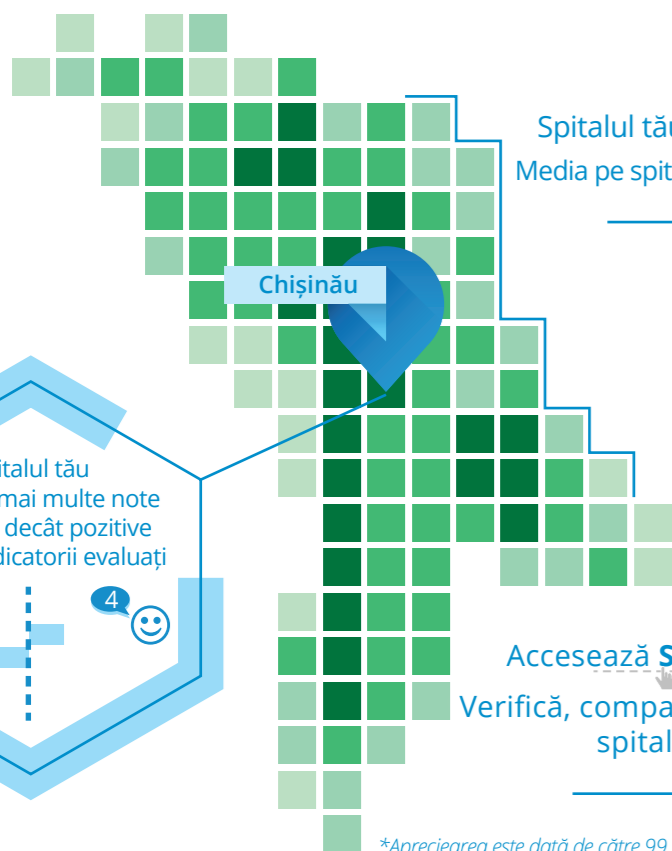 Spitalul tău
Media pe spit
Chișinău
italul tău
mai multe note
decât pozitive
dicatorii evaluați
4
Accesează S
Verifică, compa
spital
*Aprecierea este dată de către 99